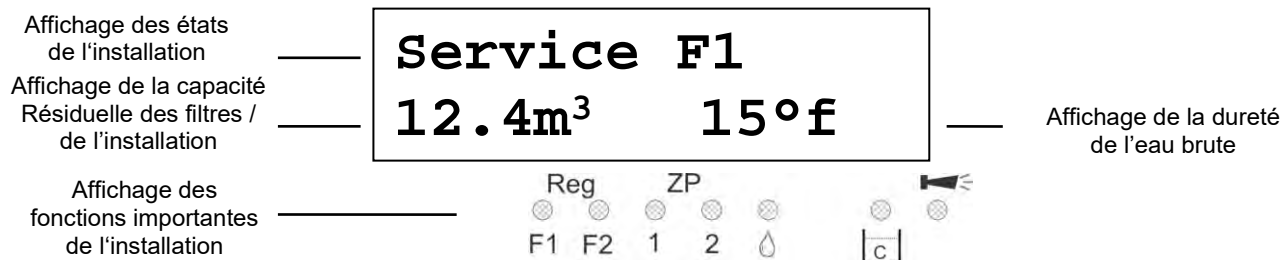 Affichage des états
de l‘installation
Service F1
Affichage de la capacité
Résiduelle des filtres /
de l’installation
12.4m³ 15°f
Affichage de la dureté
de l’eau brute
Affichage des
fonctions importantes
de l‘installation
Reg ZP
F1 F2 1 2
C